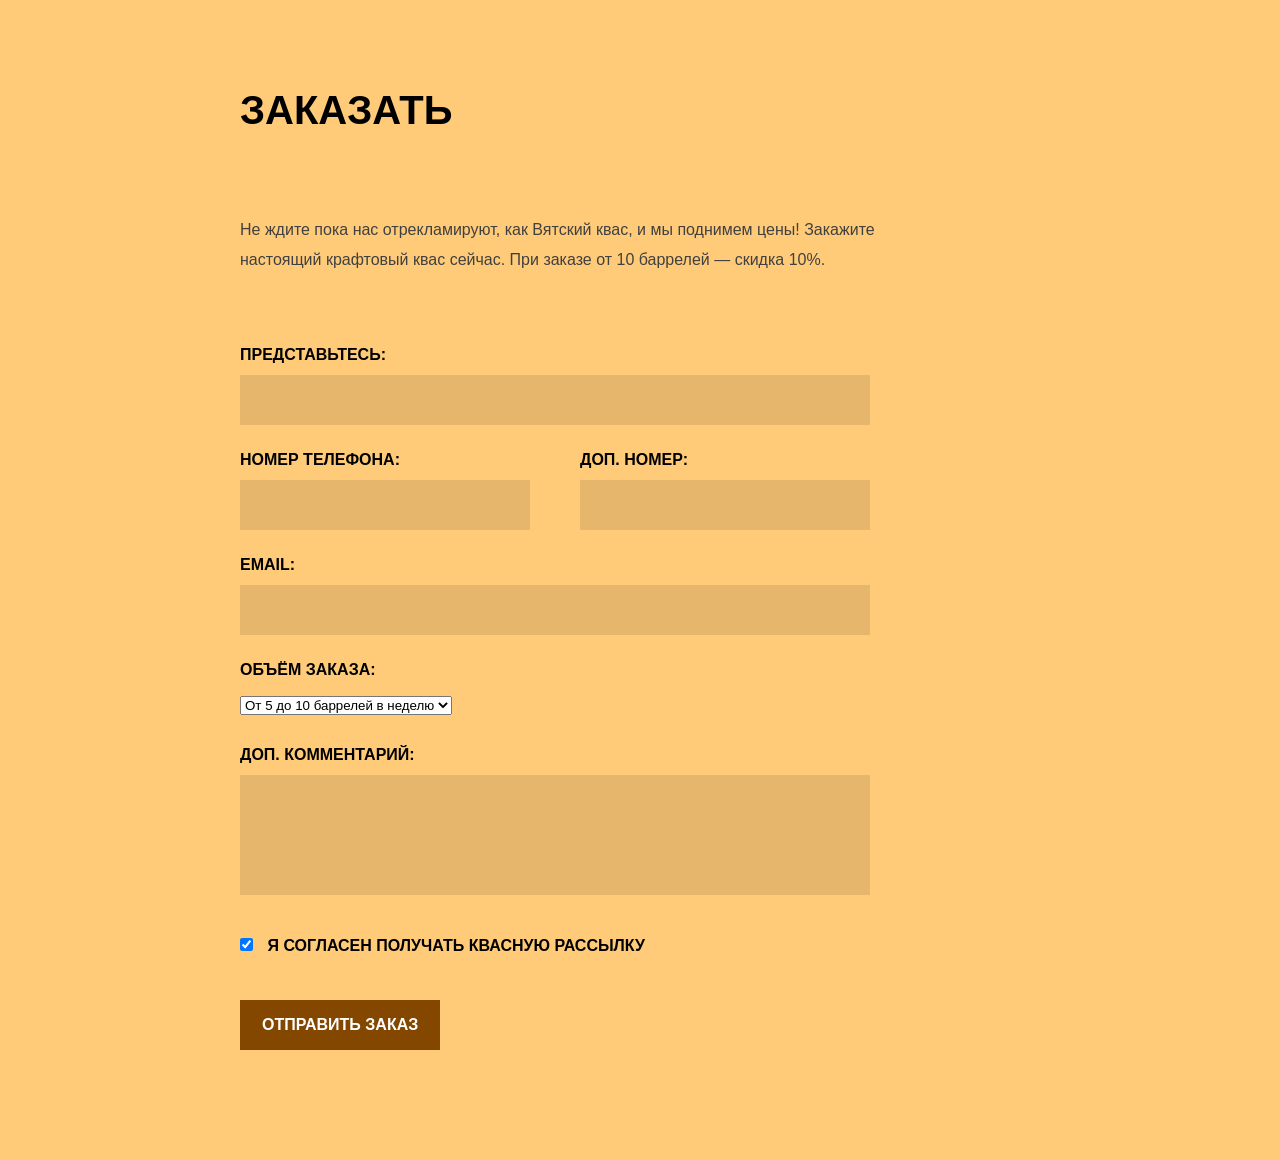 ЗАКАЗАТЬ
Не ждите пока нас отрекламируют, как Вятский квас, и мы поднимем цены! Закажите
настоящий крафтовый квас сейчас. При заказе от 10 баррелей — скидка 10%.
ПРЕДСТАВЬТЕСЬ:
НОМЕР ТЕЛЕФОНА: ДОП. НОМЕР:
EMAIL:
ОБЪЁМ ЗАКАЗА:
От 5 до 10 баррелей в неделю
ДОП. КОММЕНТАРИЙ:
Я СОГЛАСЕН ПОЛУЧАТЬ КВАСНУЮ РАССЫЛКУ
ОТПРАВИТЬ ЗАКАЗ